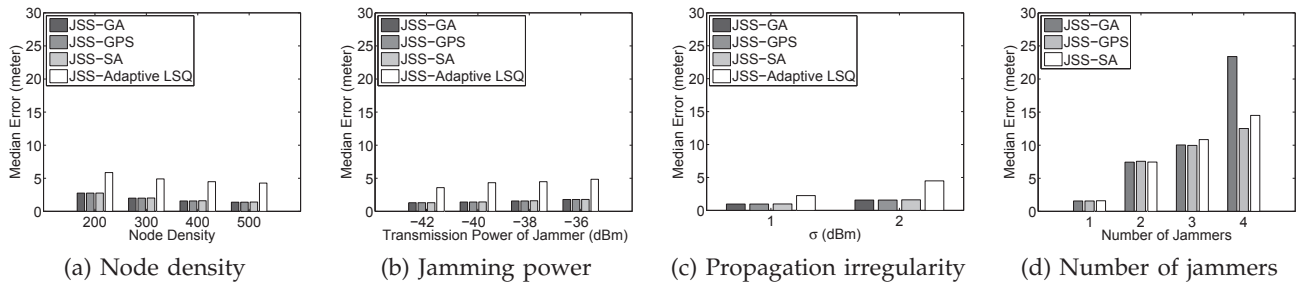 30
25
20
15
10
5
0
Median Error (meter)
JSS−GA
JSS−GPS
JSS−SA
JSS−Adaptive LSQ
200 300 400 500
Node Density
(a) Node density
30
25
20
15
10
5
0
Median Error (meter)
JSS−GA
JSS−GPS
JSS−SA
JSS−Adaptive LSQ
−42 −40 −38 −36
Transmission Power of Jammer (dBm)
(b) Jamming power
30
25
20
15
10
5
0
Median Error (meter)
JSS−GA
JSS−GPS
JSS−SA
JSS−Adaptive LSQ
1 2
σ (dBm)
(c) Propagation irregularity
30
25
20
15
10
5
0
Median Error (meter)
JSS−GA
JSS−GPS
JSS−SA
1 2 3 4
Number of Jammers
(d) Number of jammers